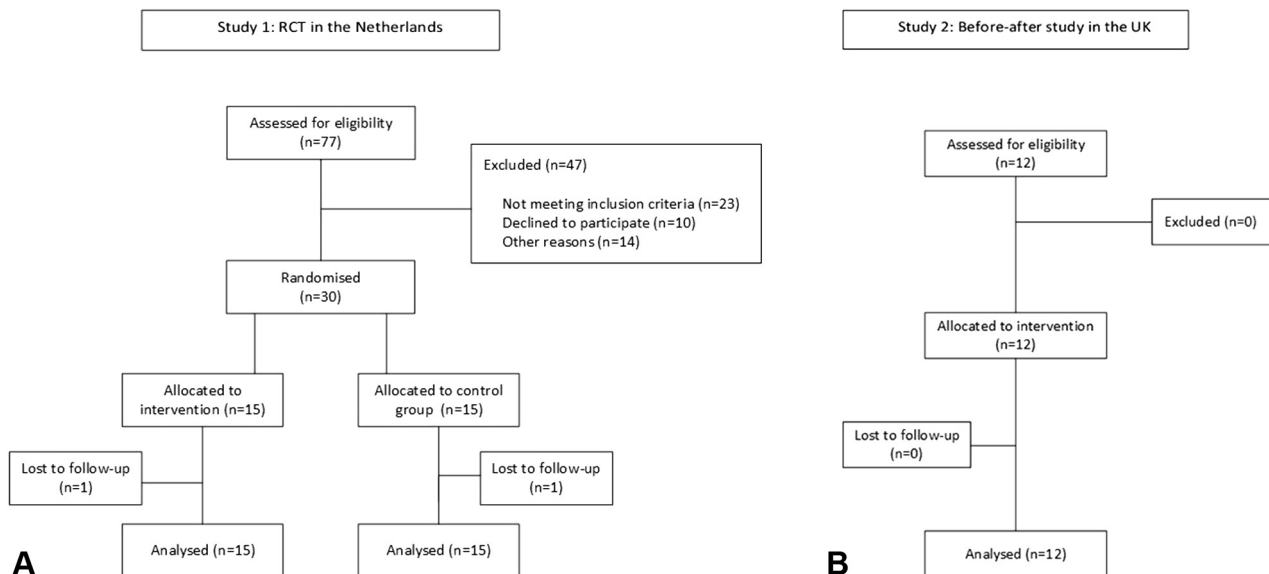 Study 1: RCT in the Netherlands
Assessed for eligibility
(n=77)
Excluded (n=47)
Not meeting inclusion criteria (n=23)
Declined to participate (n=10)
Other reasons (n=14)
Randomised
(n=30)
Allocated to
intervention (n=15)
Allocated to control
group (n=15)
Lost to follow-up
(n=1)
Lost to follow-up
(n=1)
Analysed (n=15)
Analysed (n=15)
A
Study 2: Before-after study in the UK
Assessed for eligibility
(n=12)
Excluded (n=0)
Allocated to intervention
(n=12)
Lost to follow-up
(n=0)
Analysed (n=12)
B